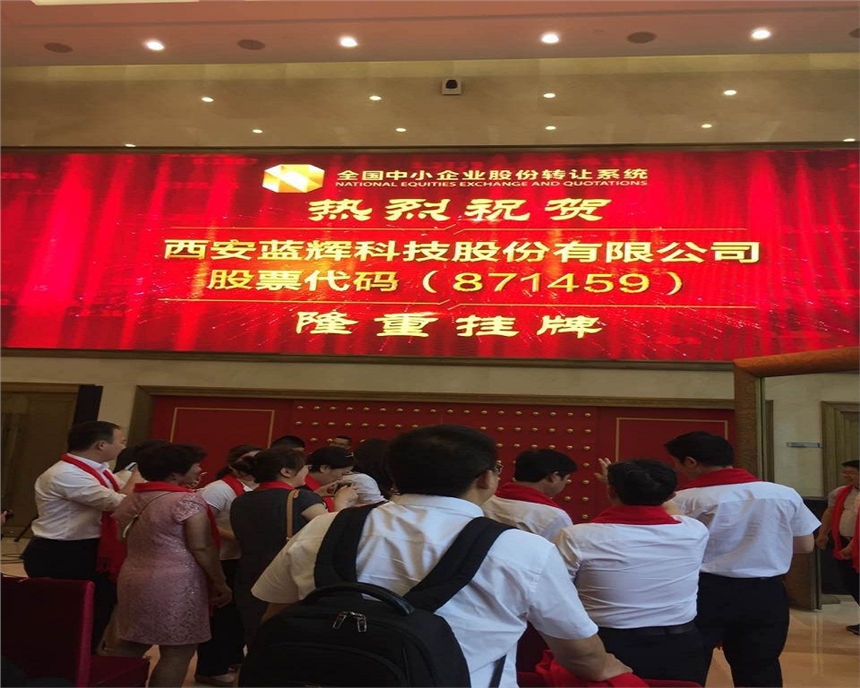 全国中小企业股份转让系统
NATIONAL EQUITIES EXCHANGE AND QUOTATIONS
热烈祝贺
西安蓝辉科技股份有限公司
股票代码（871459）
隆重挂牌